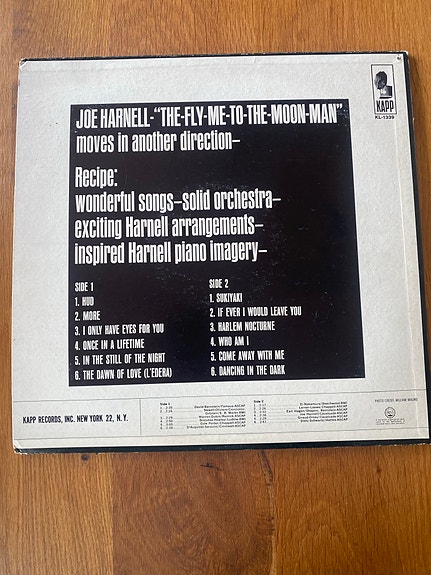 KAPP
KL-1339
JOE HARNELL-"THE-FLY-ME-TO-THE-MOON-MAN"
moves in another direction—
Recipe:
wonderful songs—solid orchestra—
exciting Harnell arrangements—
inspired Harnell piano imagery—
SIDE 1
1. HUD
2. MORE
3. I ONLY HAVE EYES FOR YOU
4. ONCE IN A LIFETIME
5. IN THE STILL OF THE NIGHT
6. THE DAWN OF LOVE (L'EDERA)
SIDE 2
1. SUKIYAKI
2. IF EVER I WOULD LEAVE YOU
3. HARLEM NOCTURNE
4. WHO AM I
5. COME AWAY WITH ME
6. DANCING IN THE DARK
KAPP RECORDS, INC. NEW YORK 22, N.Y.
Side I
Side II